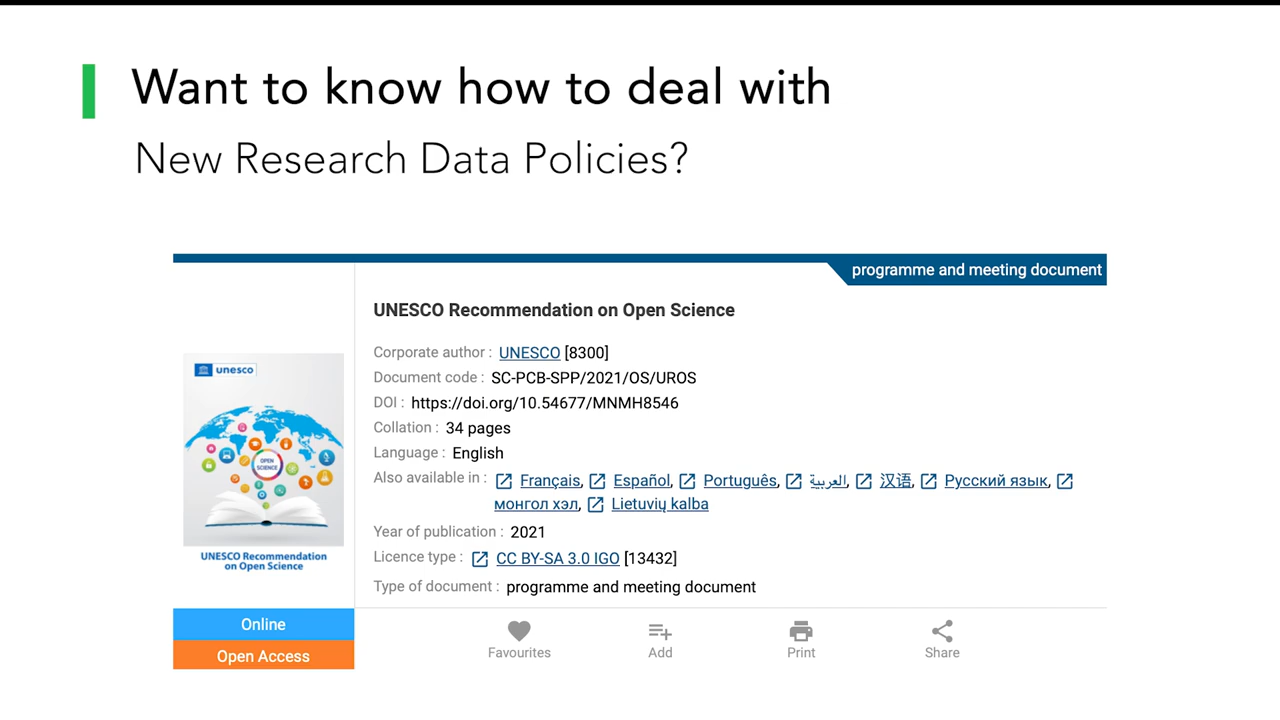 Want to know how to deal with
New Research Data Policies?
programme and meeting document
UNESCO Recommendation on Open Science
Corporate author : UNESCO [8300]
Document code : SC-PCB-SPP/2021/OS/UROS
DOI : https://doi.org/10.54677/MNMH8546
Collation : 34 pages
Language : English
Also available in : Français, Español, Português, العربية, 汉语, Русский язык,
монгол хэл, Lietuvių kalba
Year of publication : 2021
Licence type : CC BY-SA 3.0 IGO [13432]
Type of document : programme and meeting document
unesco
OPEN
SCIENCE
UNESCO Recommendation
on Open Science
Online
Open Access
Favourites
Add
Print
Share